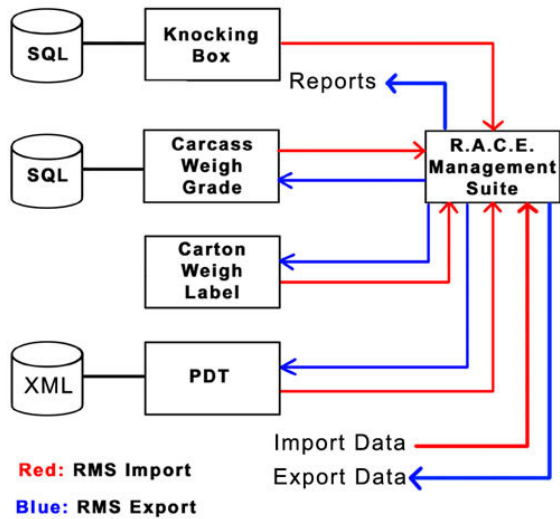 SQL
Knocking
Box
Reports
R.A.C.E.
Management
Suite
SQL
Carcass
Weigh
Grade
Carton
Weigh
Label
XML
PDT
Import Data
Export Data
Red: RMS Import
Blue: RMS Export